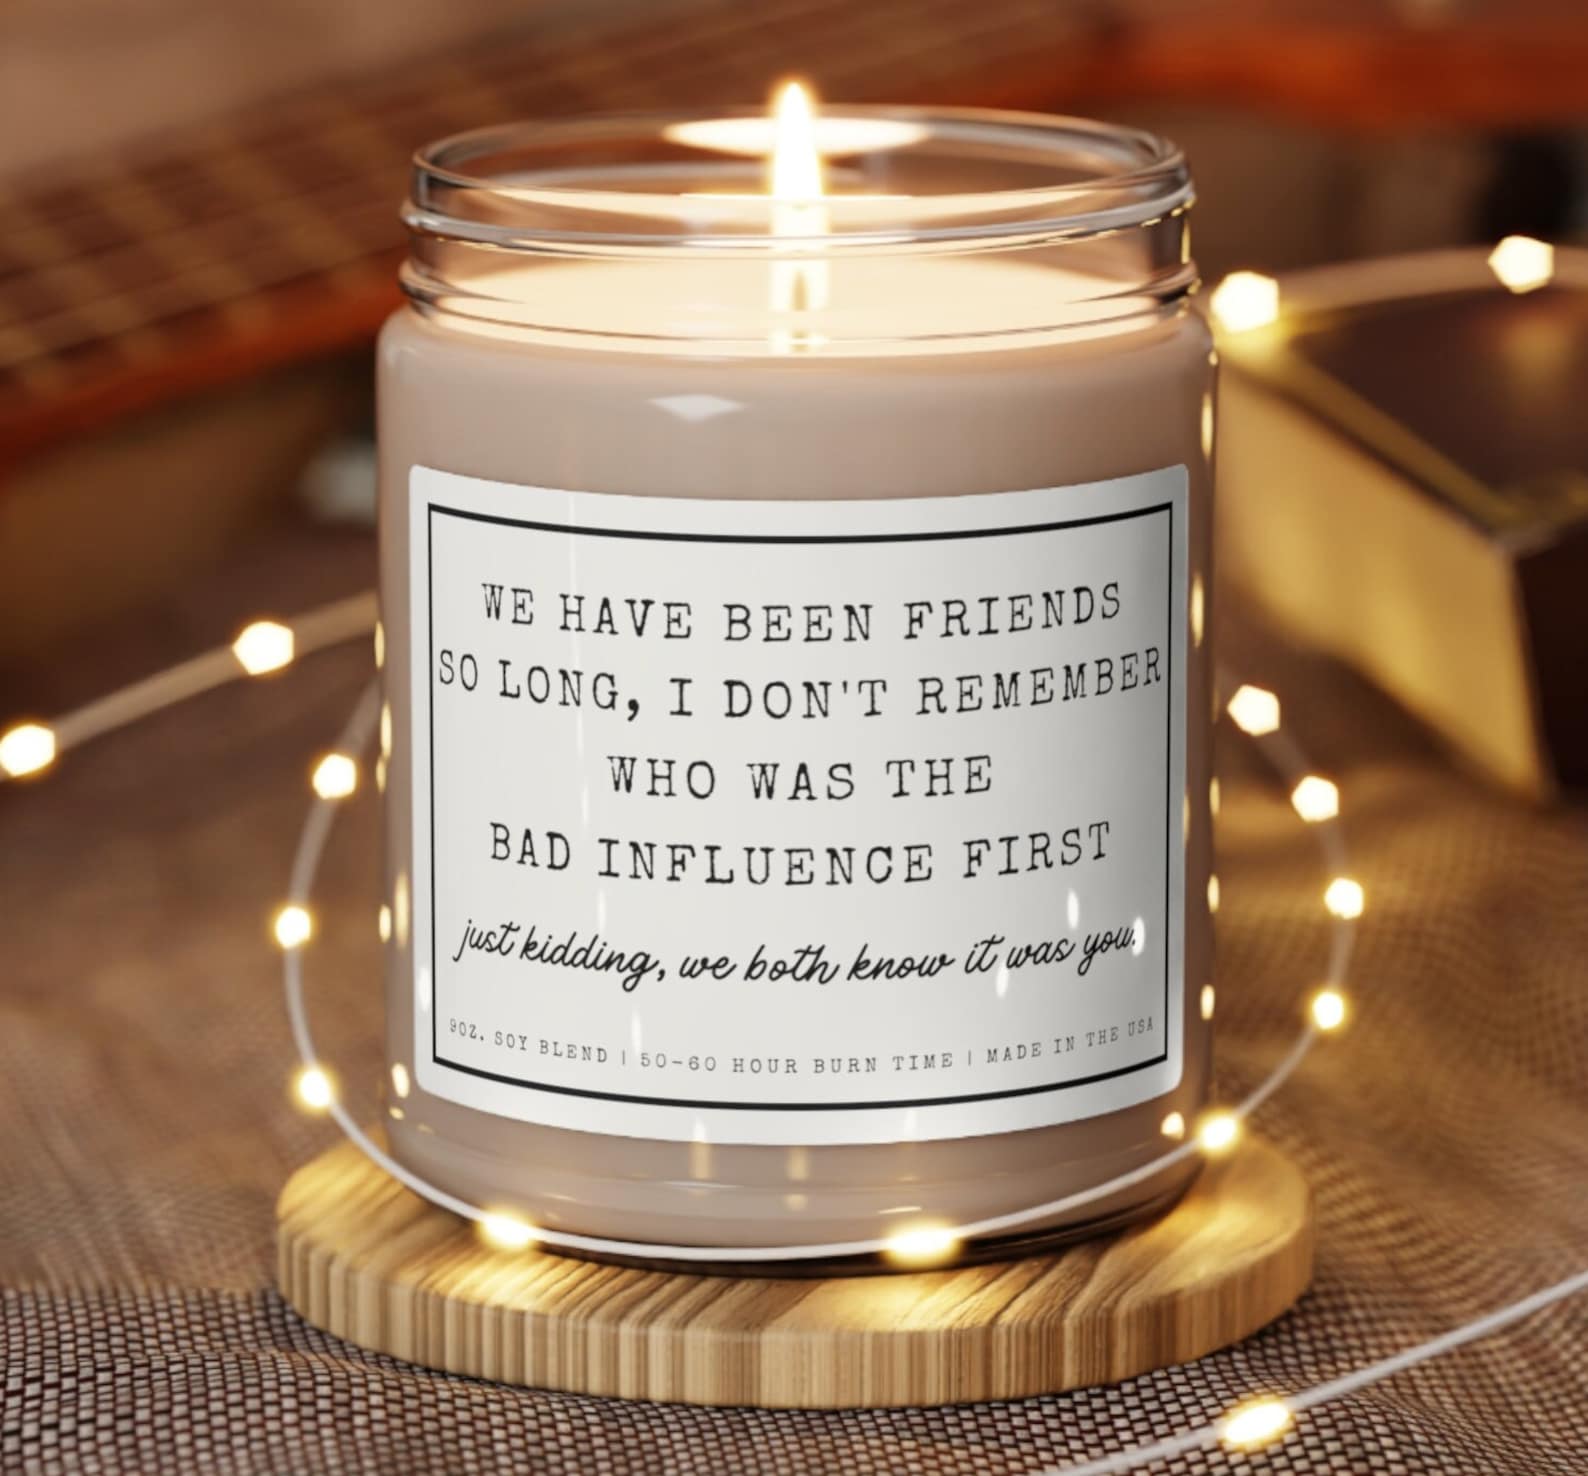 WE HAVE BEEN FRIENDS
SO LONG, I DON'T REMEMBER
WHO WAS THE
BAD INFLUENCE FIRST
just kidding, we both know it was you.
9OZ. SOY BLEND | 50-60 HOUR BURN TIME | MADE IN THE USA